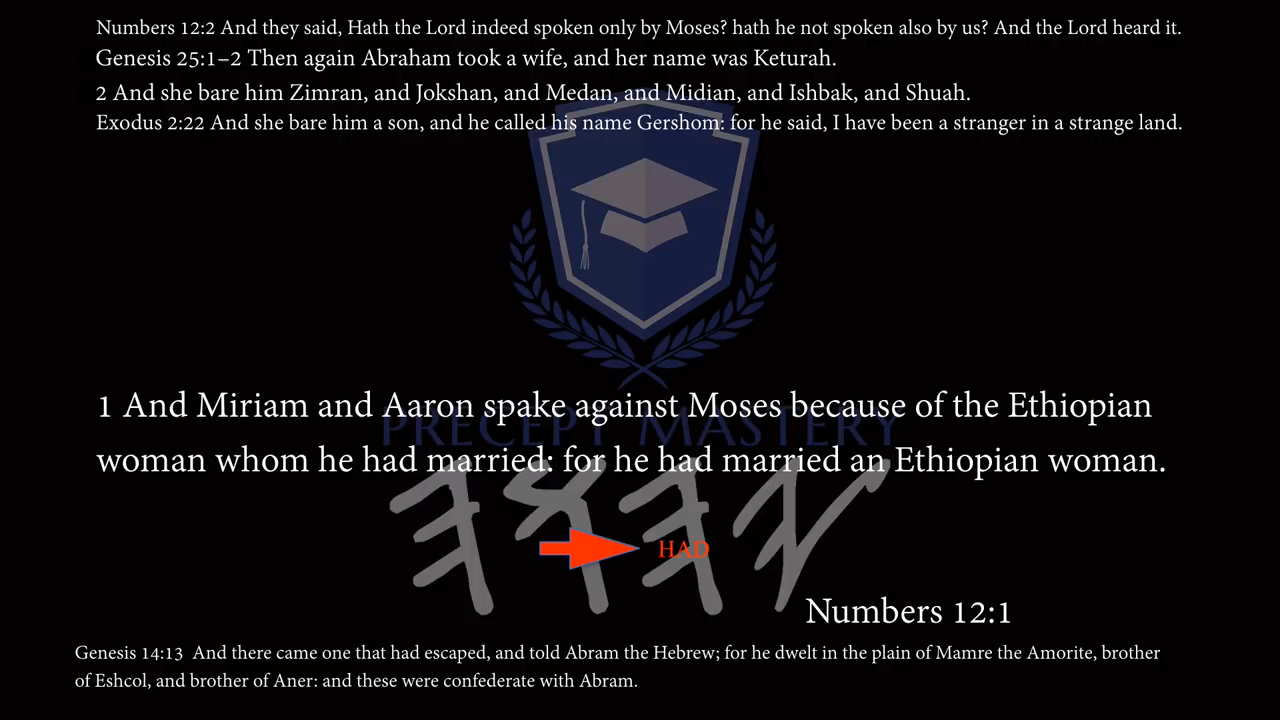 Numbers 12:2 And they said, Hath the Lord indeed spoken only by Moses? hath he not spoken also by us? And the Lord heard it.
Genesis 25:1–2 Then again Abraham took a wife, and her name was Keturah.
2 And she bare him Zimran, and Jokshan, and Medan, and Midian, and Ishbak, and Shuah.
Exodus 2:22 And she bare him a son, and he called his name Gershom: for he said, I have been a stranger in a strange land.
1 And Miriam and Aaron spake against Moses because of the Ethiopian
PRECEPT MASTERY
woman whom he had married: for he had married an Ethiopian woman.
𐤉𐤄𐤅𐤄
HAD
Numbers 12:1
Genesis 14:13 And there came one that had escaped, and told Abram the Hebrew; for he dwelt in the plain of Mamre the Amorite, brother
of Eshcol, and brother of Aner: and these were confederate with Abram.